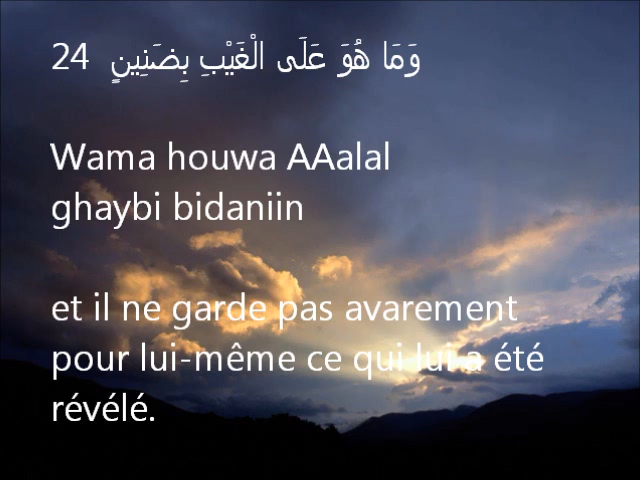 24 وَمَا هُوَ عَلَى الْغَيْبِ بِضَنِينٍ
Wama houwa AAalal
ghaybi bidaniin
et il ne garde pas avarement
pour lui-même ce qui lui a été
révélé.